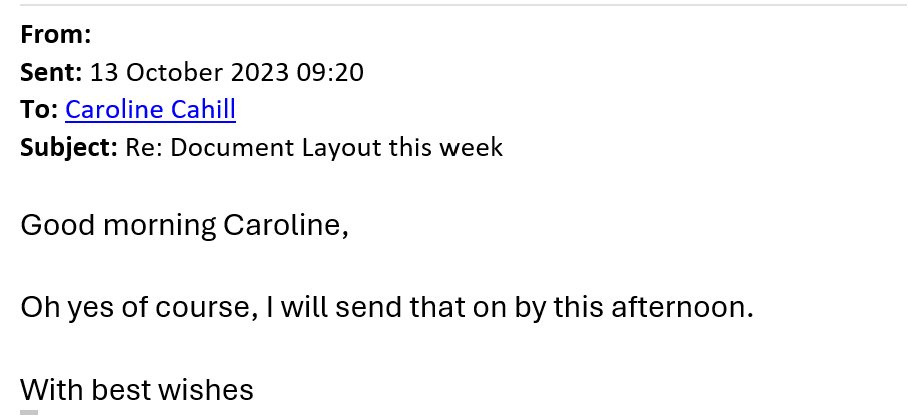 From:
Sent: 13 October 2023 09:20
To: Caroline Cahill
Subject: Re: Document Layout this week
Good morning Caroline,
Oh yes of course, I will send that on by this afternoon.
With best wishes